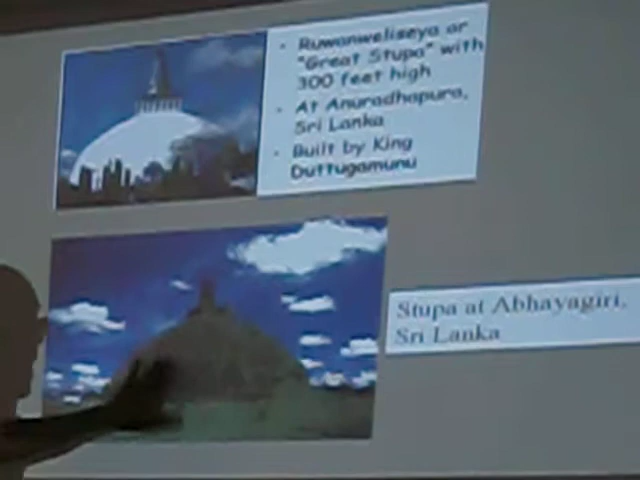 • Ruwanweliseya or
"Great Stupa" with
300 feet high
• At Anuradhapura,
Sri Lanka
• Built by King
Duttugamunu
Stupa at Abhayagiri,
Sri Lanka